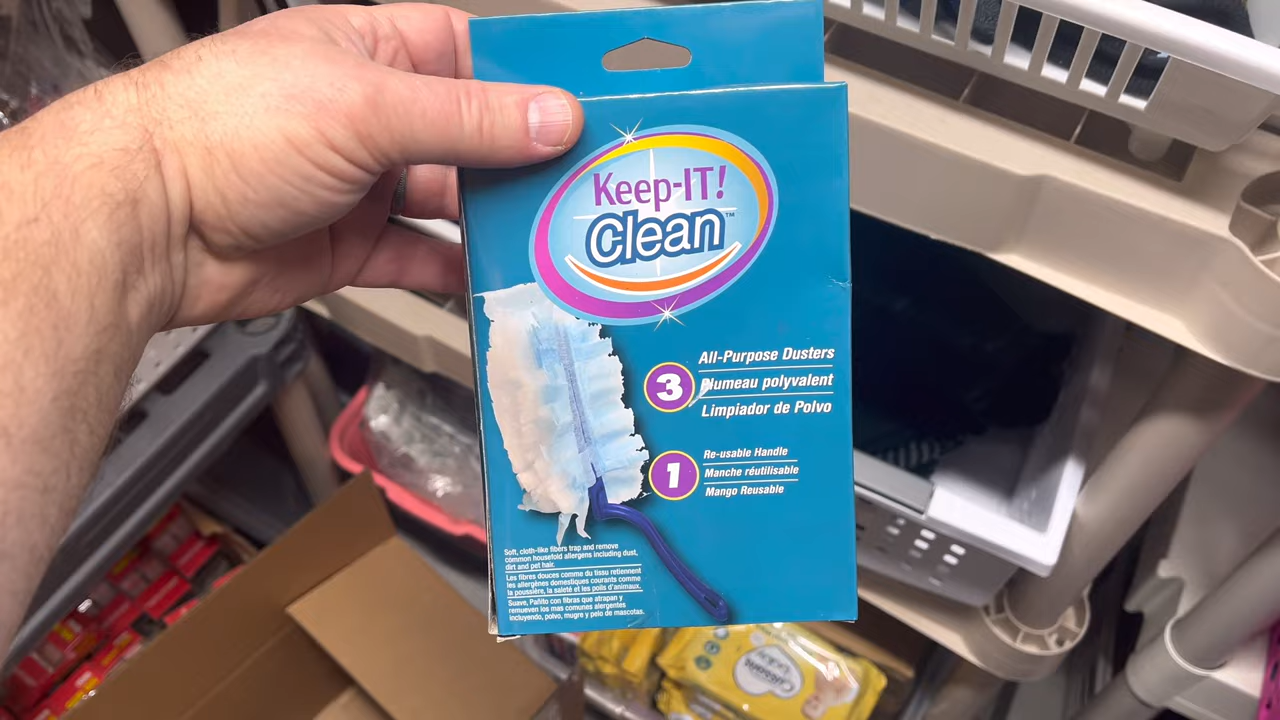 Keep-IT!
Clean™
3
All-Purpose Dusters
Plumeau polyvalent
Limpiador de Polvo
1
Re-usable Handle
Manche réutilisable
Mango Reusable
Soft, cloth-like fibers trap and remove
common household allergens including dust,
dirt and pet hair.
Les fibres douces comme du tissu retiennent
les allergènes domestiques courants comme
la poussière, la saleté et les poils d'animaux.
Suave, Pañito con fibras que atrapan y
remueven los mas comunes alergentes
incluyendo, polvo, mugre y pelo de mascotas.